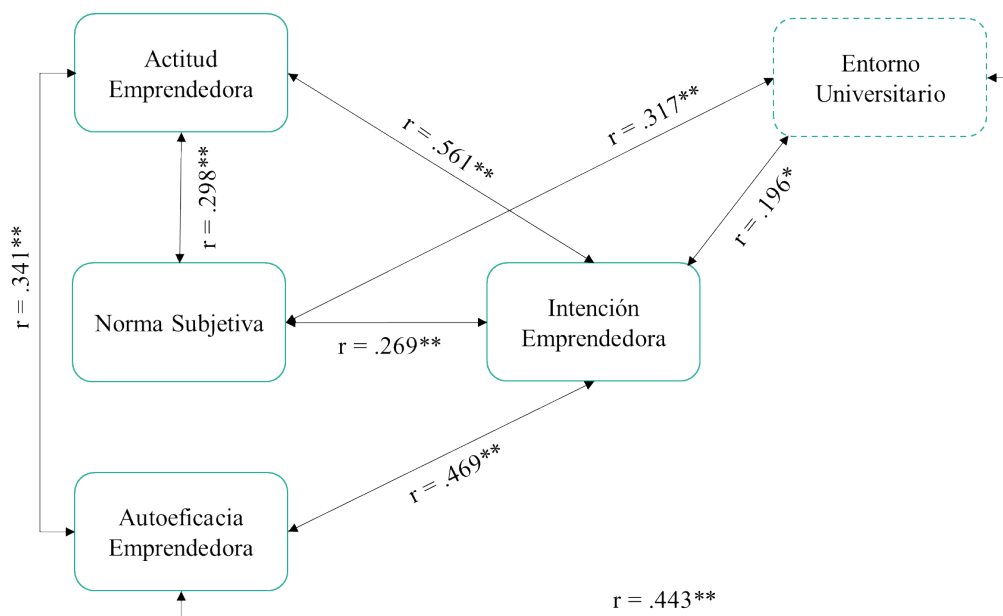 Actitud
Emprendedora
Entorno
Universitario
r = .317**
r = .561**
r = .298**
r = .196*
r = .341**
Norma Subjetiva
Intención
Emprendedora
r = .269**
r = .469**
Autoeficacia
Emprendedora
r = .443**